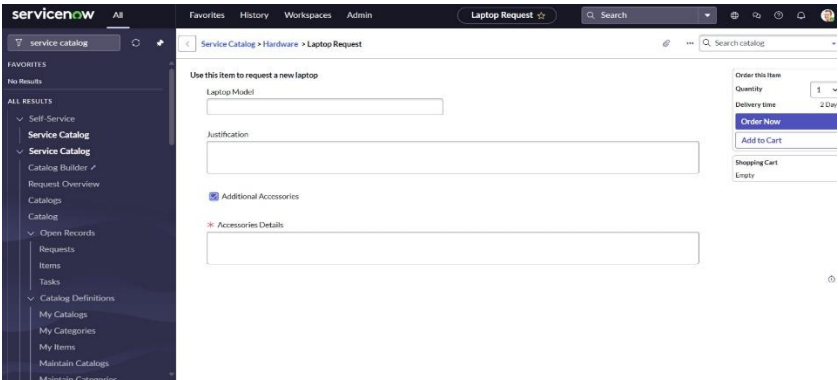 servicenow All Favorites History Workspaces Admin Laptop Request ☆ Search
service catalog
FAVORITES
No Results
ALL RESULTS
Self-Service
Service Catalog
Service Catalog
Catalog Builder
Request Overview
Catalogs
Catalog
Open Records
Requests
Items
Tasks
Catalog Definitions
My Catalogs
My Categories
My Items
Maintain Catalogs
Maintain Categories
Service Catalog > Hardware > Laptop Request
Search catalog
Use this item to request a new laptop
Laptop Model
Justification
Additional Accessories
* Accessories Details
Order this Item
Quantity 1
Delivery time 2 Day
Order Now
Add to Cart
Shopping Cart
Empty